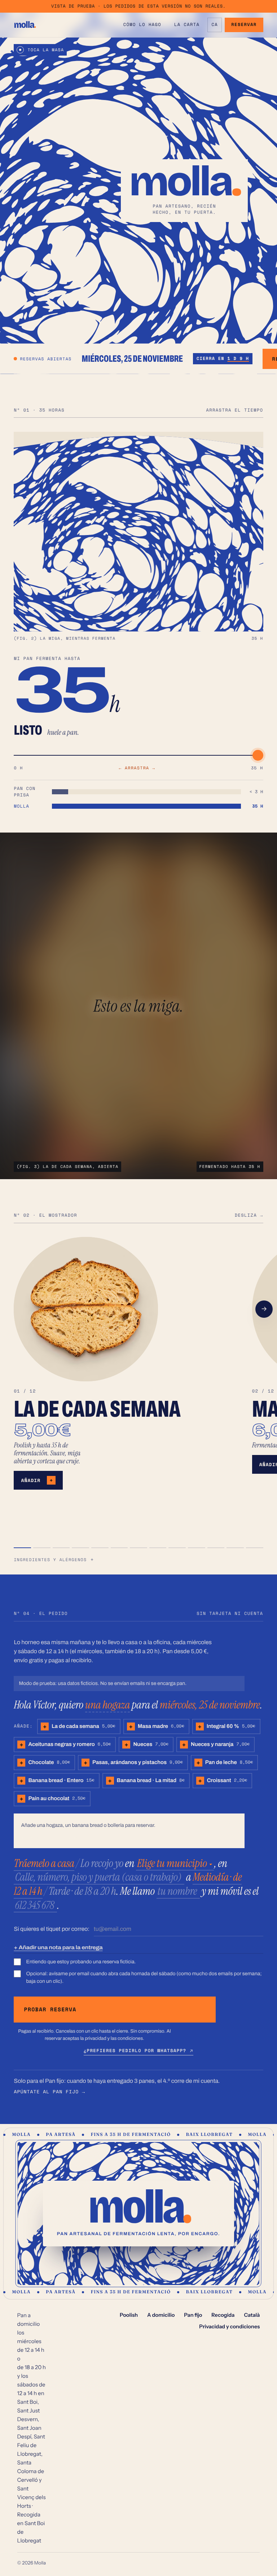 VISTA DE PRUEBA · LOS PEDIDOS DE ESTA VERSIÓN NO SON REALES.
molla.
CÓMO LO HAGO
LA CARTA
CA
RESERVAR
TOCA LA MASA
molla.
PAN ARTESANO, RECIÉN
HECHO, EN TU PUERTA.
RESERVAS ABIERTAS
MIÉRCOLES, 25 DE NOVIEMBRE
CIERRA EN
Nº 01 · 35 HORAS
ARRASTRA EL TIEMPO
(FIG. 2) LA MIGA, MIENTRAS FERMENTA
35 H
MI PAN FERMENTA HASTA
35h
LISTO huele a pan.
0 H
← ARRASTRA →
35 H
PAN CON
PRISA
< 3 H
MOLLA
35 H
Esto es la miga.
(FIG. 3) LA DE CADA SEMANA, ABIERTA
FERMENTADO HASTA 35 H
Nº 02 · EL MOSTRADOR
DESLIZA →
01 / 12
LA DE CADA SEMANA
5,00€
Poolish y hasta 35 h de
fermentación. Suave, miga
abierta y corteza que cruje.
AÑADIR +
02 / 12
MA
6,0
Fermenta
AÑADIR
INGREDIENTES Y ALÉRGENOS
Nº 04 · EL PEDIDO
SIN TARJETA NI CUENTA
Lo horneo esa misma mañana y te lo llevo a casa o a la oficina, cada miércoles
y sábado de 12 a 14 h (el miércoles, también de 18 a 20 h). Pan desde 5,00 €,
envío gratis y pagas al recibirlo.
Modo de prueba: usa datos ficticios. No se envían emails ni se encarga pan.
Hola Víctor, quiero una hogaza para el miércoles, 25 de noviembre.
AÑADE:
+ La de cada semana 5,00€
+ Masa madre 6,00€
+ Integral 80 % 6,00€
+ Aceitunas negras y romero 6,50€
+ Nueces 7,00€
+ Nueces y naranja 7,00€
+ Chocolate 8,00€
+ Pasas, arándanos y pistachos 9,00€
+ Pan de leche 6,50€
+ Banana bread · Entero 15€
+ Banana bread · La mitad 8€
+ Croissant 2,20€
+ Pain au chocolat 2,50€
Añade una hogaza, un banana bread o bollería para reservar.
Tráemelo a casa / Lo recojo yo en Elige tu municipio , en
Calle, número, piso y puerta (casa o trabajo) a Mediodía · de
12 a 14 h / Tarde · de 18 a 20 h. Me llamo tu nombre y mi móvil es el
612 345 678 .
Si quieres el tíquet por correo: tu@email.com
+ Añadir una nota para la entrega
Entiendo que estoy probando una reserva ficticia.
Opcional: avísame por email cuando abra cada hornada del sábado (como mucho dos emails por semana;
baja con un clic).
PROBAR RESERVA
Pagas al recibirlo. Cancelas con un clic hasta el cierre. Sin compromiso. Al
reservar aceptas la privacidad y las condiciones.
¿PREFIERES PEDIRLO POR WHATSAPP?
Solo para el Pan fijo: cuando te haya entregado 3 panes, el 4.º corre de mi cuenta.
APÚNTATE AL PAN FIJO →
MOLLA ● PA ARTESÀ ● FINS A 35 H DE FERMENTACIÓ ● BAIX LLOBREGAT ● MOLLA
molla.
PAN ARTESANAL DE FERMENTACIÓN LENTA, POR ENCARGO.
MOLLA ● PA ARTESÀ ● FINS A 35 H DE FERMENTACIÓ ● BAIX LLOBREGAT ● MOLLA
Pan a
domicilio
los
miércoles
de 12 a 14 h
o
de 18 a 20 h
y los
sábados de
12 a 14 h en
Sant Boi,
Sant Just
Desvern,
Sant Joan
Despí, Sant
Feliu de
Llobregat,
Santa
Coloma de
Cervelló y
Sant
Vicenç dels
Horts ·
Recogida
en Sant Boi
de
Llobregat
Poolish
A domicilio
Pan fijo
Recogida
Català
Privacidad y condiciones
© 2026 Molla